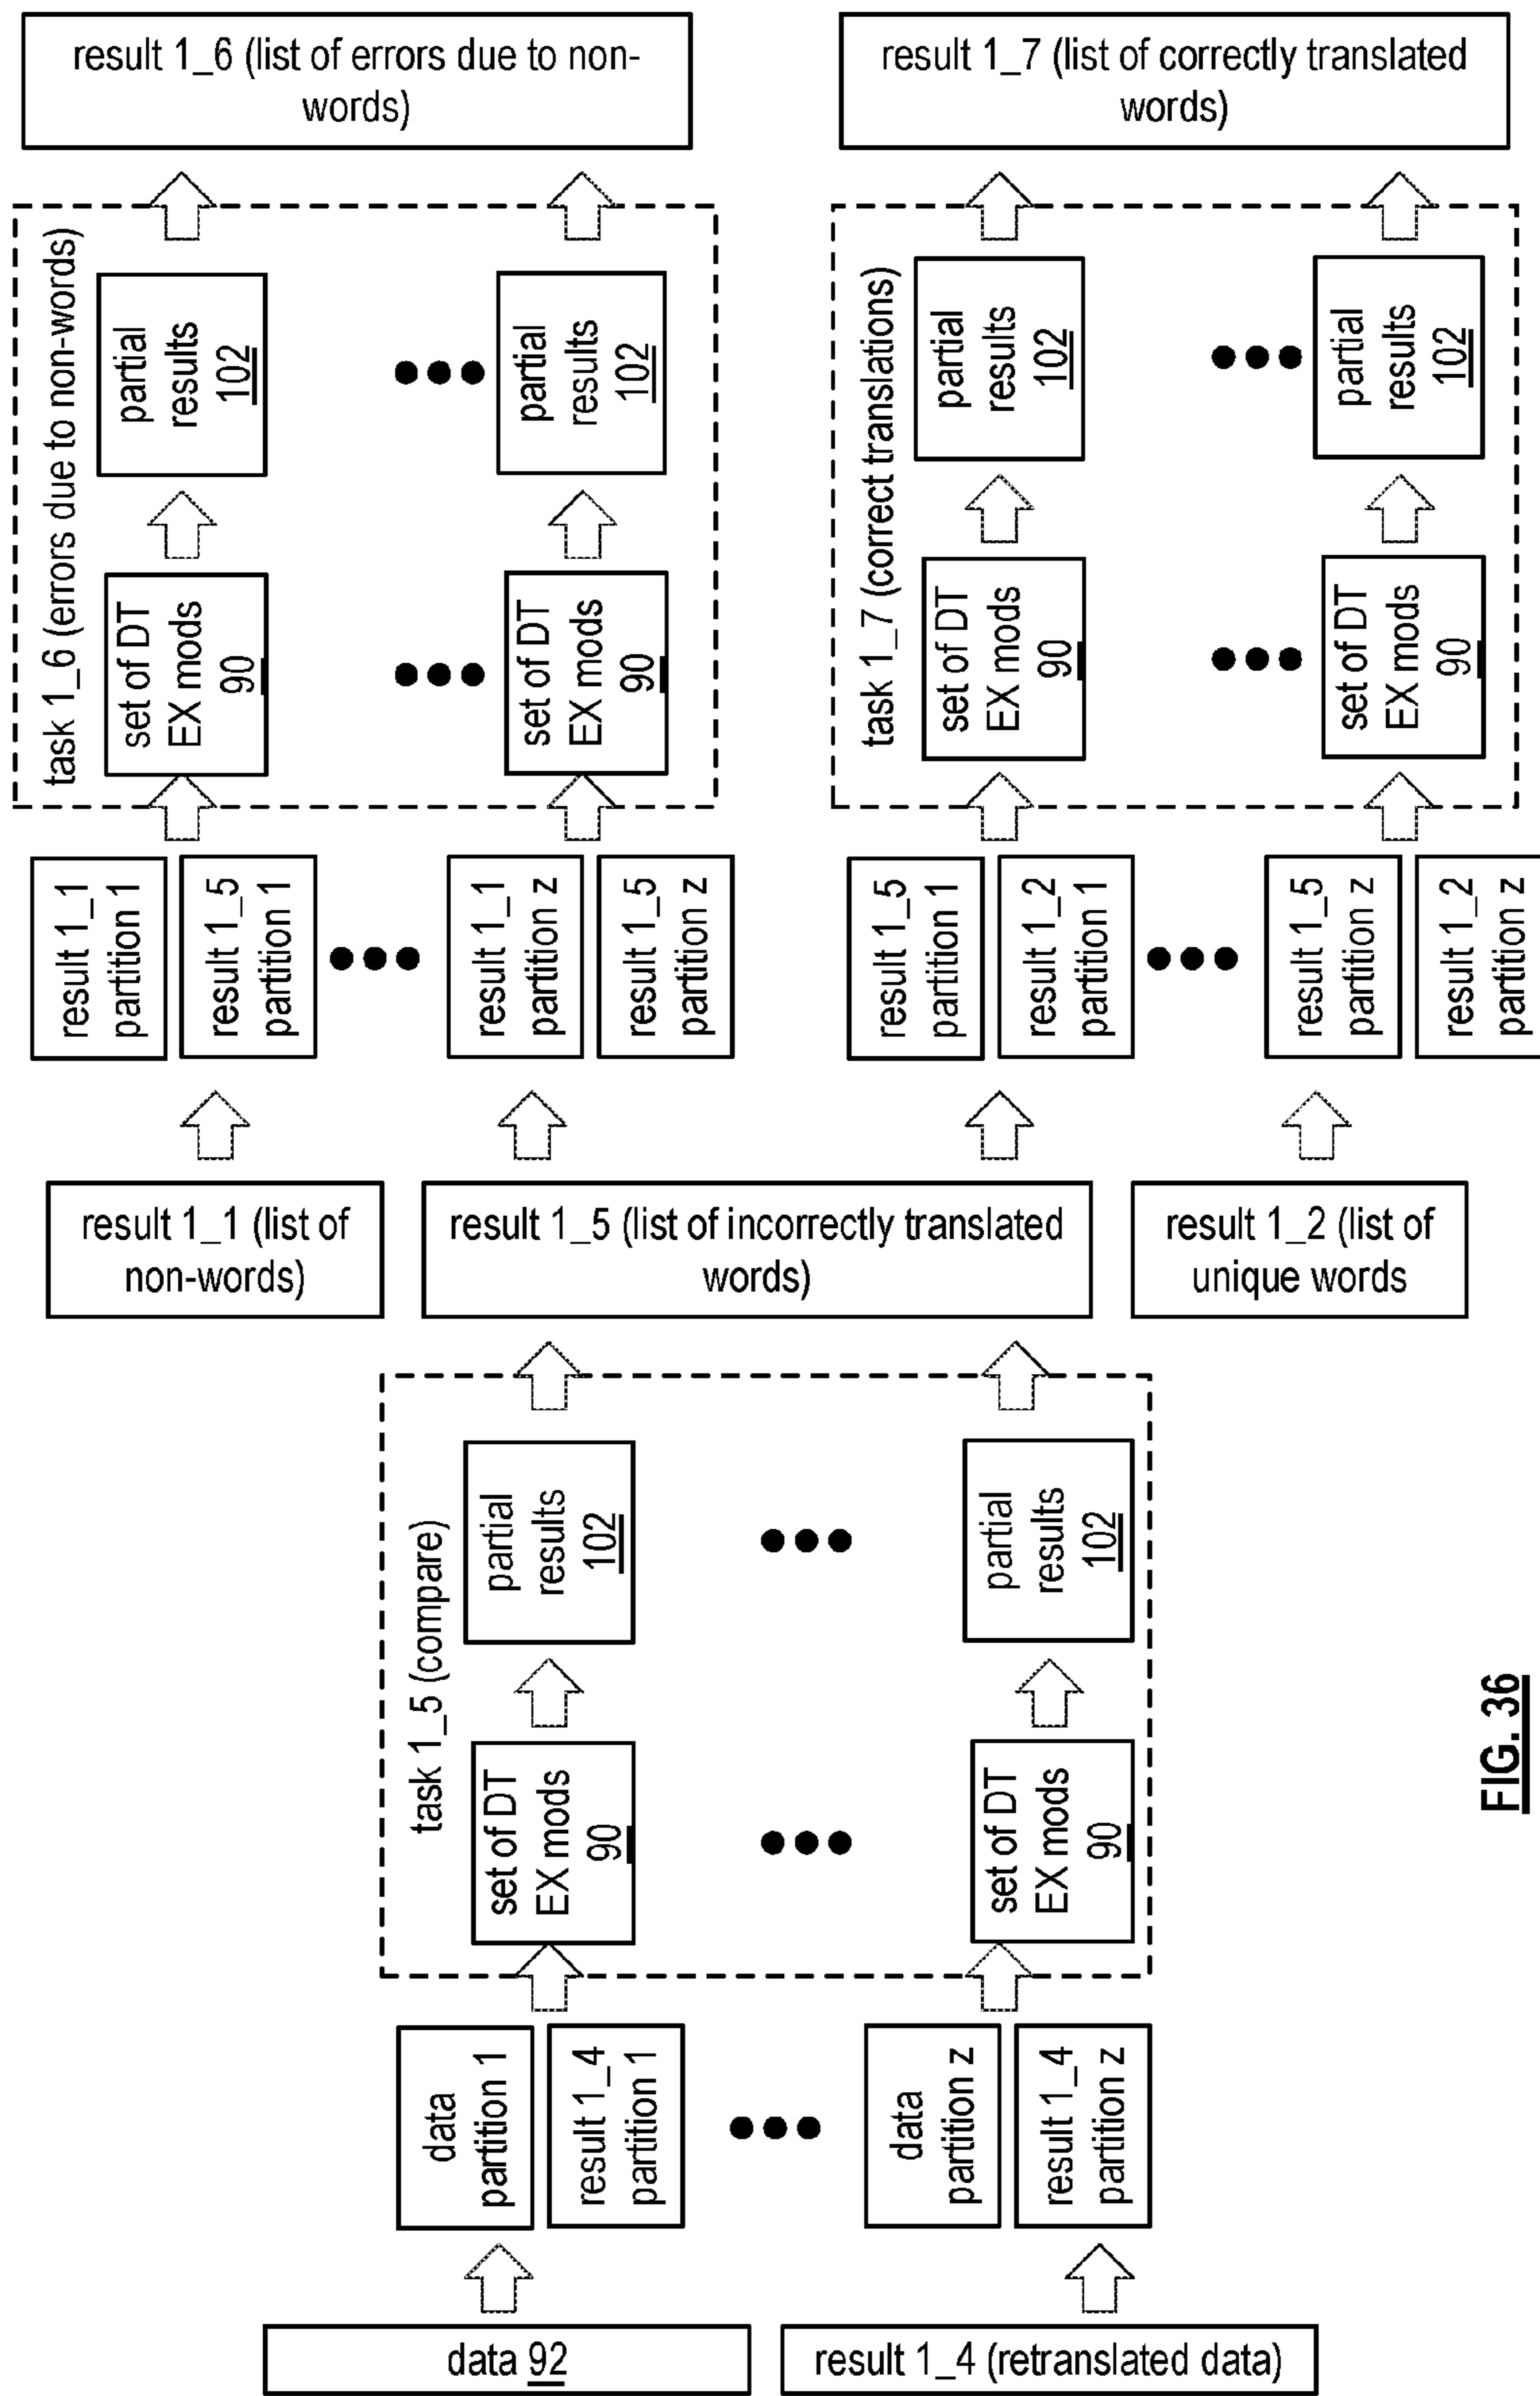 data 92
result 1_4 (retranslated data)
data
partition 1
result 1_4
partition 1
data
partition z
result 1_4
partition z
task 1_5 (compare)
set of DT
EX mods
90
partial
results
102
set of DT
EX mods
90
partial
results
102
result 1_1 (list of
non-words)
result 1_5 (list of incorrectly translated
words)
result 1_2 (list of
unique words
result 1_1
partition 1
result 1_5
partition 1
result 1_1
partition z
result 1_5
partition z
task 1_6 (errors due to non-words)
set of DT
EX mods
90
partial
results
102
set of DT
EX mods
90
partial
results
102
result 1_6 (list of errors due to non-
words)
result 1_5
partition 1
result 1_2
partition 1
result 1_5
partition z
result 1_2
partition z
task 1_7 (correct translations)
set of DT
EX mods
90
partial
results
102
set of DT
EX mods
90
partial
results
102
result 1_7 (list of correctly translated
words)
FIG. 36